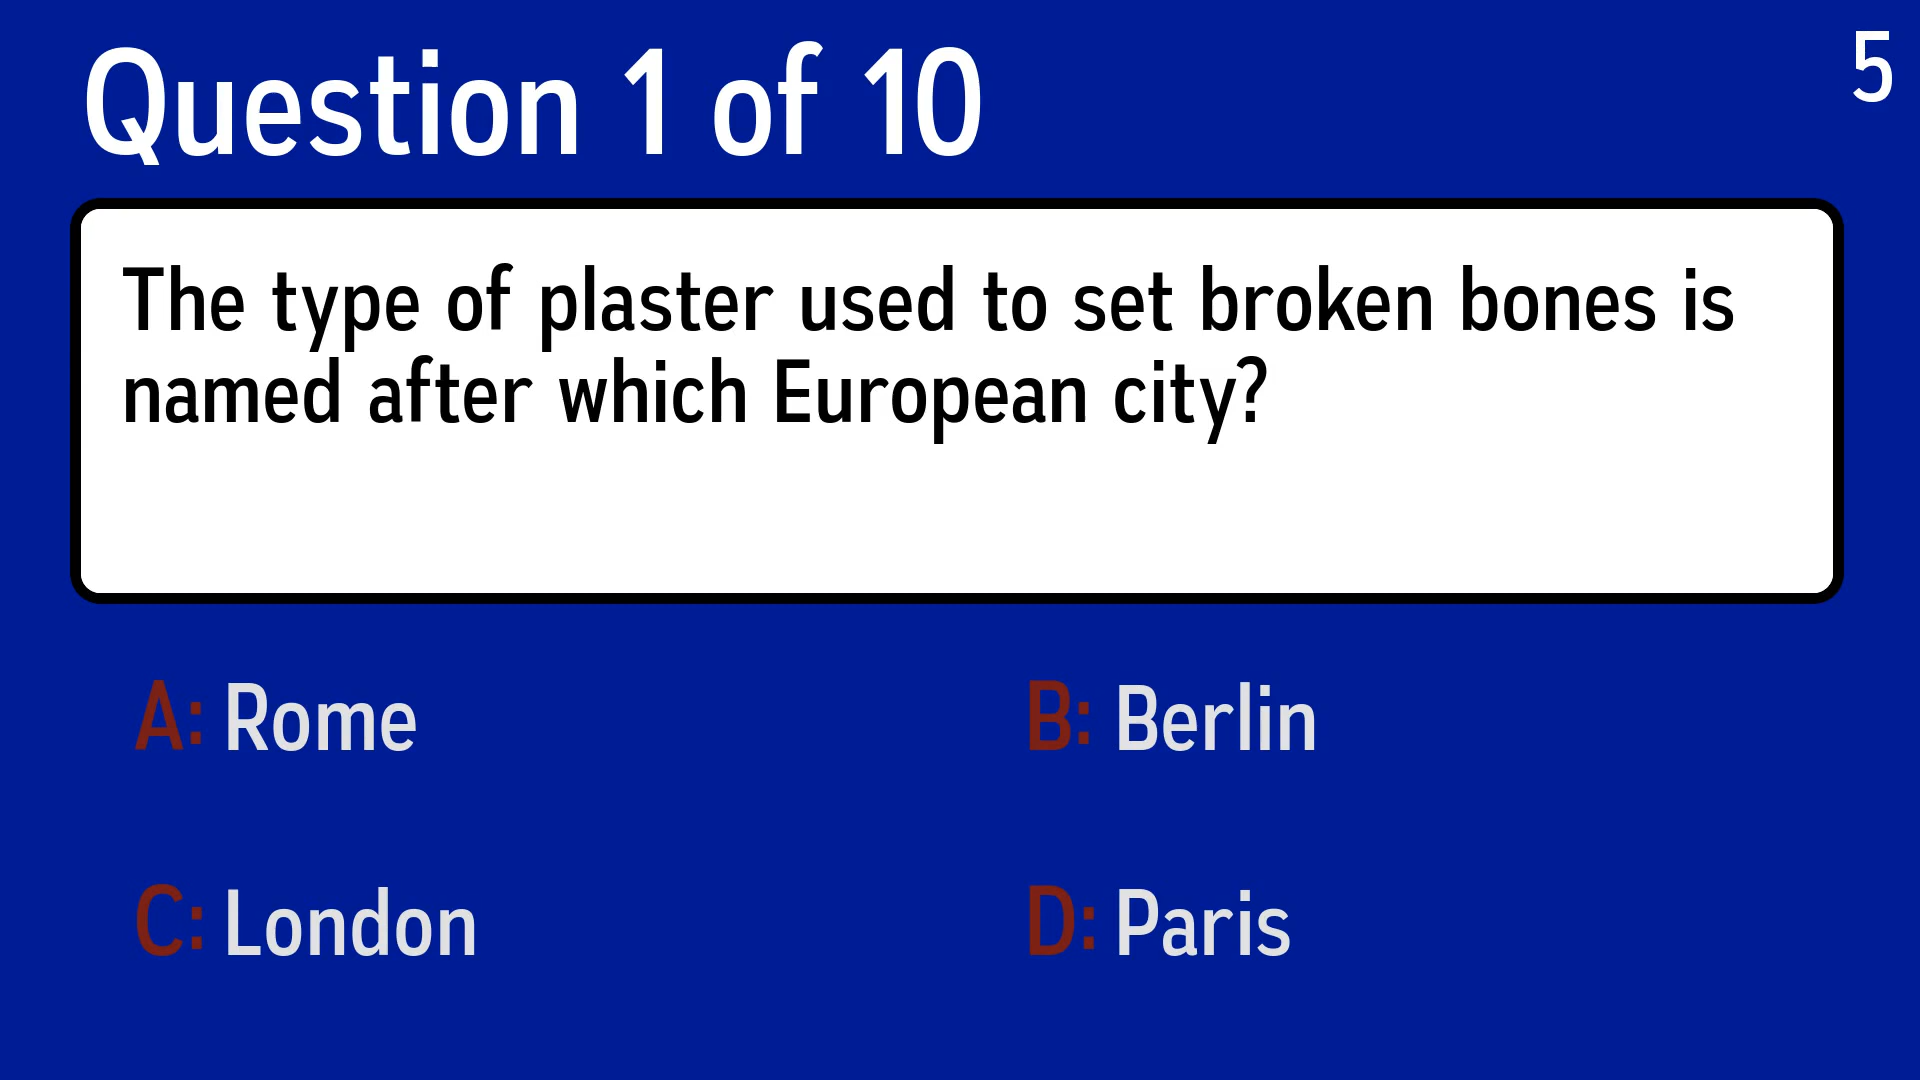 Question 1 of 10
5
The type of plaster used to set broken bones is
named after which European city?
A: Rome
B: Berlin
C: London
D: Paris